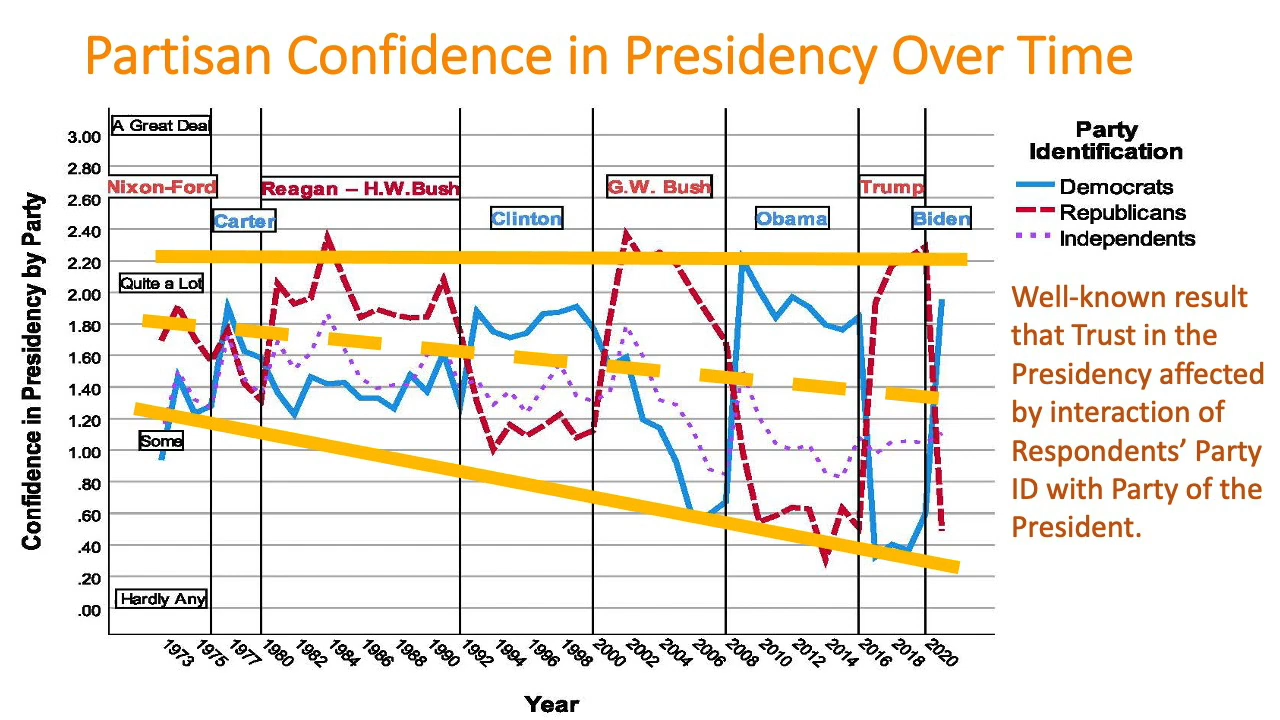 Partisan Confidence in Presidency Over Time
A Great Deal
3.00
2.80
Nixon-Ford
Reagan – H.W.Bush
G.W. Bush
Trump
2.60
Carter
Clinton
Obama
Biden
2.40
2.20
Quite a Lot
2.00
1.80
1.60
1.40
1.20
Some
1.00
.80
.60
.40
.20
Hardly Any
.00
Confidence in Presidency by Party
1973
1975
1977
1980
1982
1984
1986
1988
1990
1992
1994
1996
1998
2000
2002
2004
2006
2008
2010
2012
2014
2016
2018
2020
Year
Party
Identification
Democrats
Republicans
Independents
Well-known result
that Trust in the
Presidency affected
by interaction of
Respondents’ Party
ID with Party of the
President.